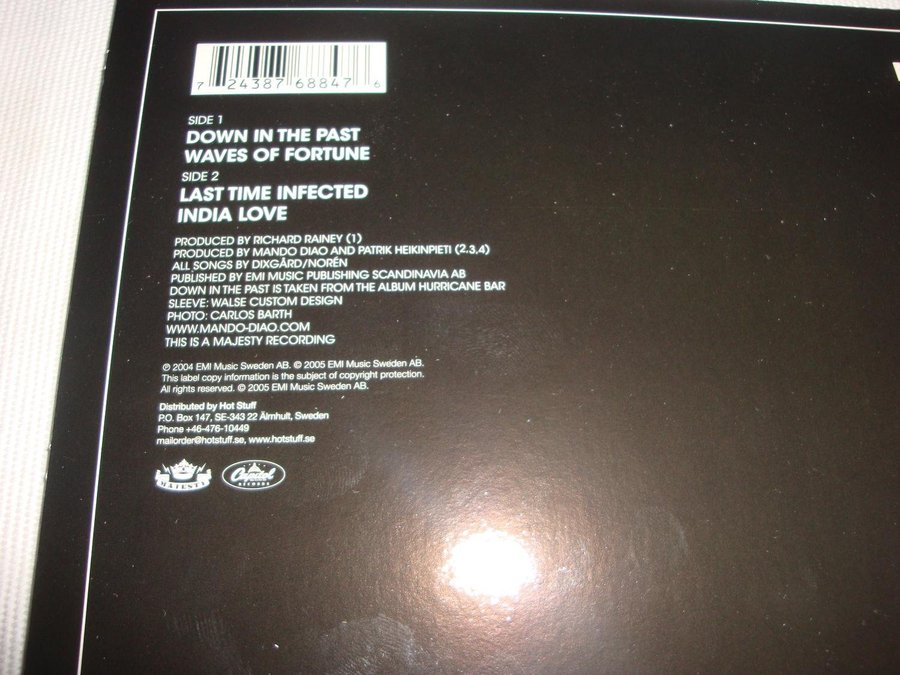 7 24387 68847 6
SIDE 1
DOWN IN THE PAST
WAVES OF FORTUNE
SIDE 2
LAST TIME INFECTED
INDIA LOVE
PRODUCED BY RICHARD RAINEY (1)
PRODUCED BY MANDO DIAO AND PATRIK HEIKINPIETI (2.3.4)
ALL SONGS BY DIXGÅRD/NORÉN
PUBLISHED BY EMI MUSIC PUBLISHING SCANDINAVIA AB
DOWN IN THE PAST IS TAKEN FROM THE ALBUM HURRICANE BAR
SLEEVE: WALSE CUSTOM DESIGN
PHOTO: CARLOS BARTH
WWW.MANDO-DIAO.COM
THIS IS A MAJESTY RECORDING
℗ 2004 EMI Music Sweden AB. © 2005 EMI Music Sweden AB.
This label copy information is the subject of copyright protection.
All rights reserved. © 2005 EMI Music Sweden AB.
Distributed by Hot Stuff
P.O. Box 147, SE-343 22 Älmhult, Sweden
Phone +46-476-10449
mailorder@hotstuff.se, www.hotstuff.se
MAJESTY
Capitol
RECORDS